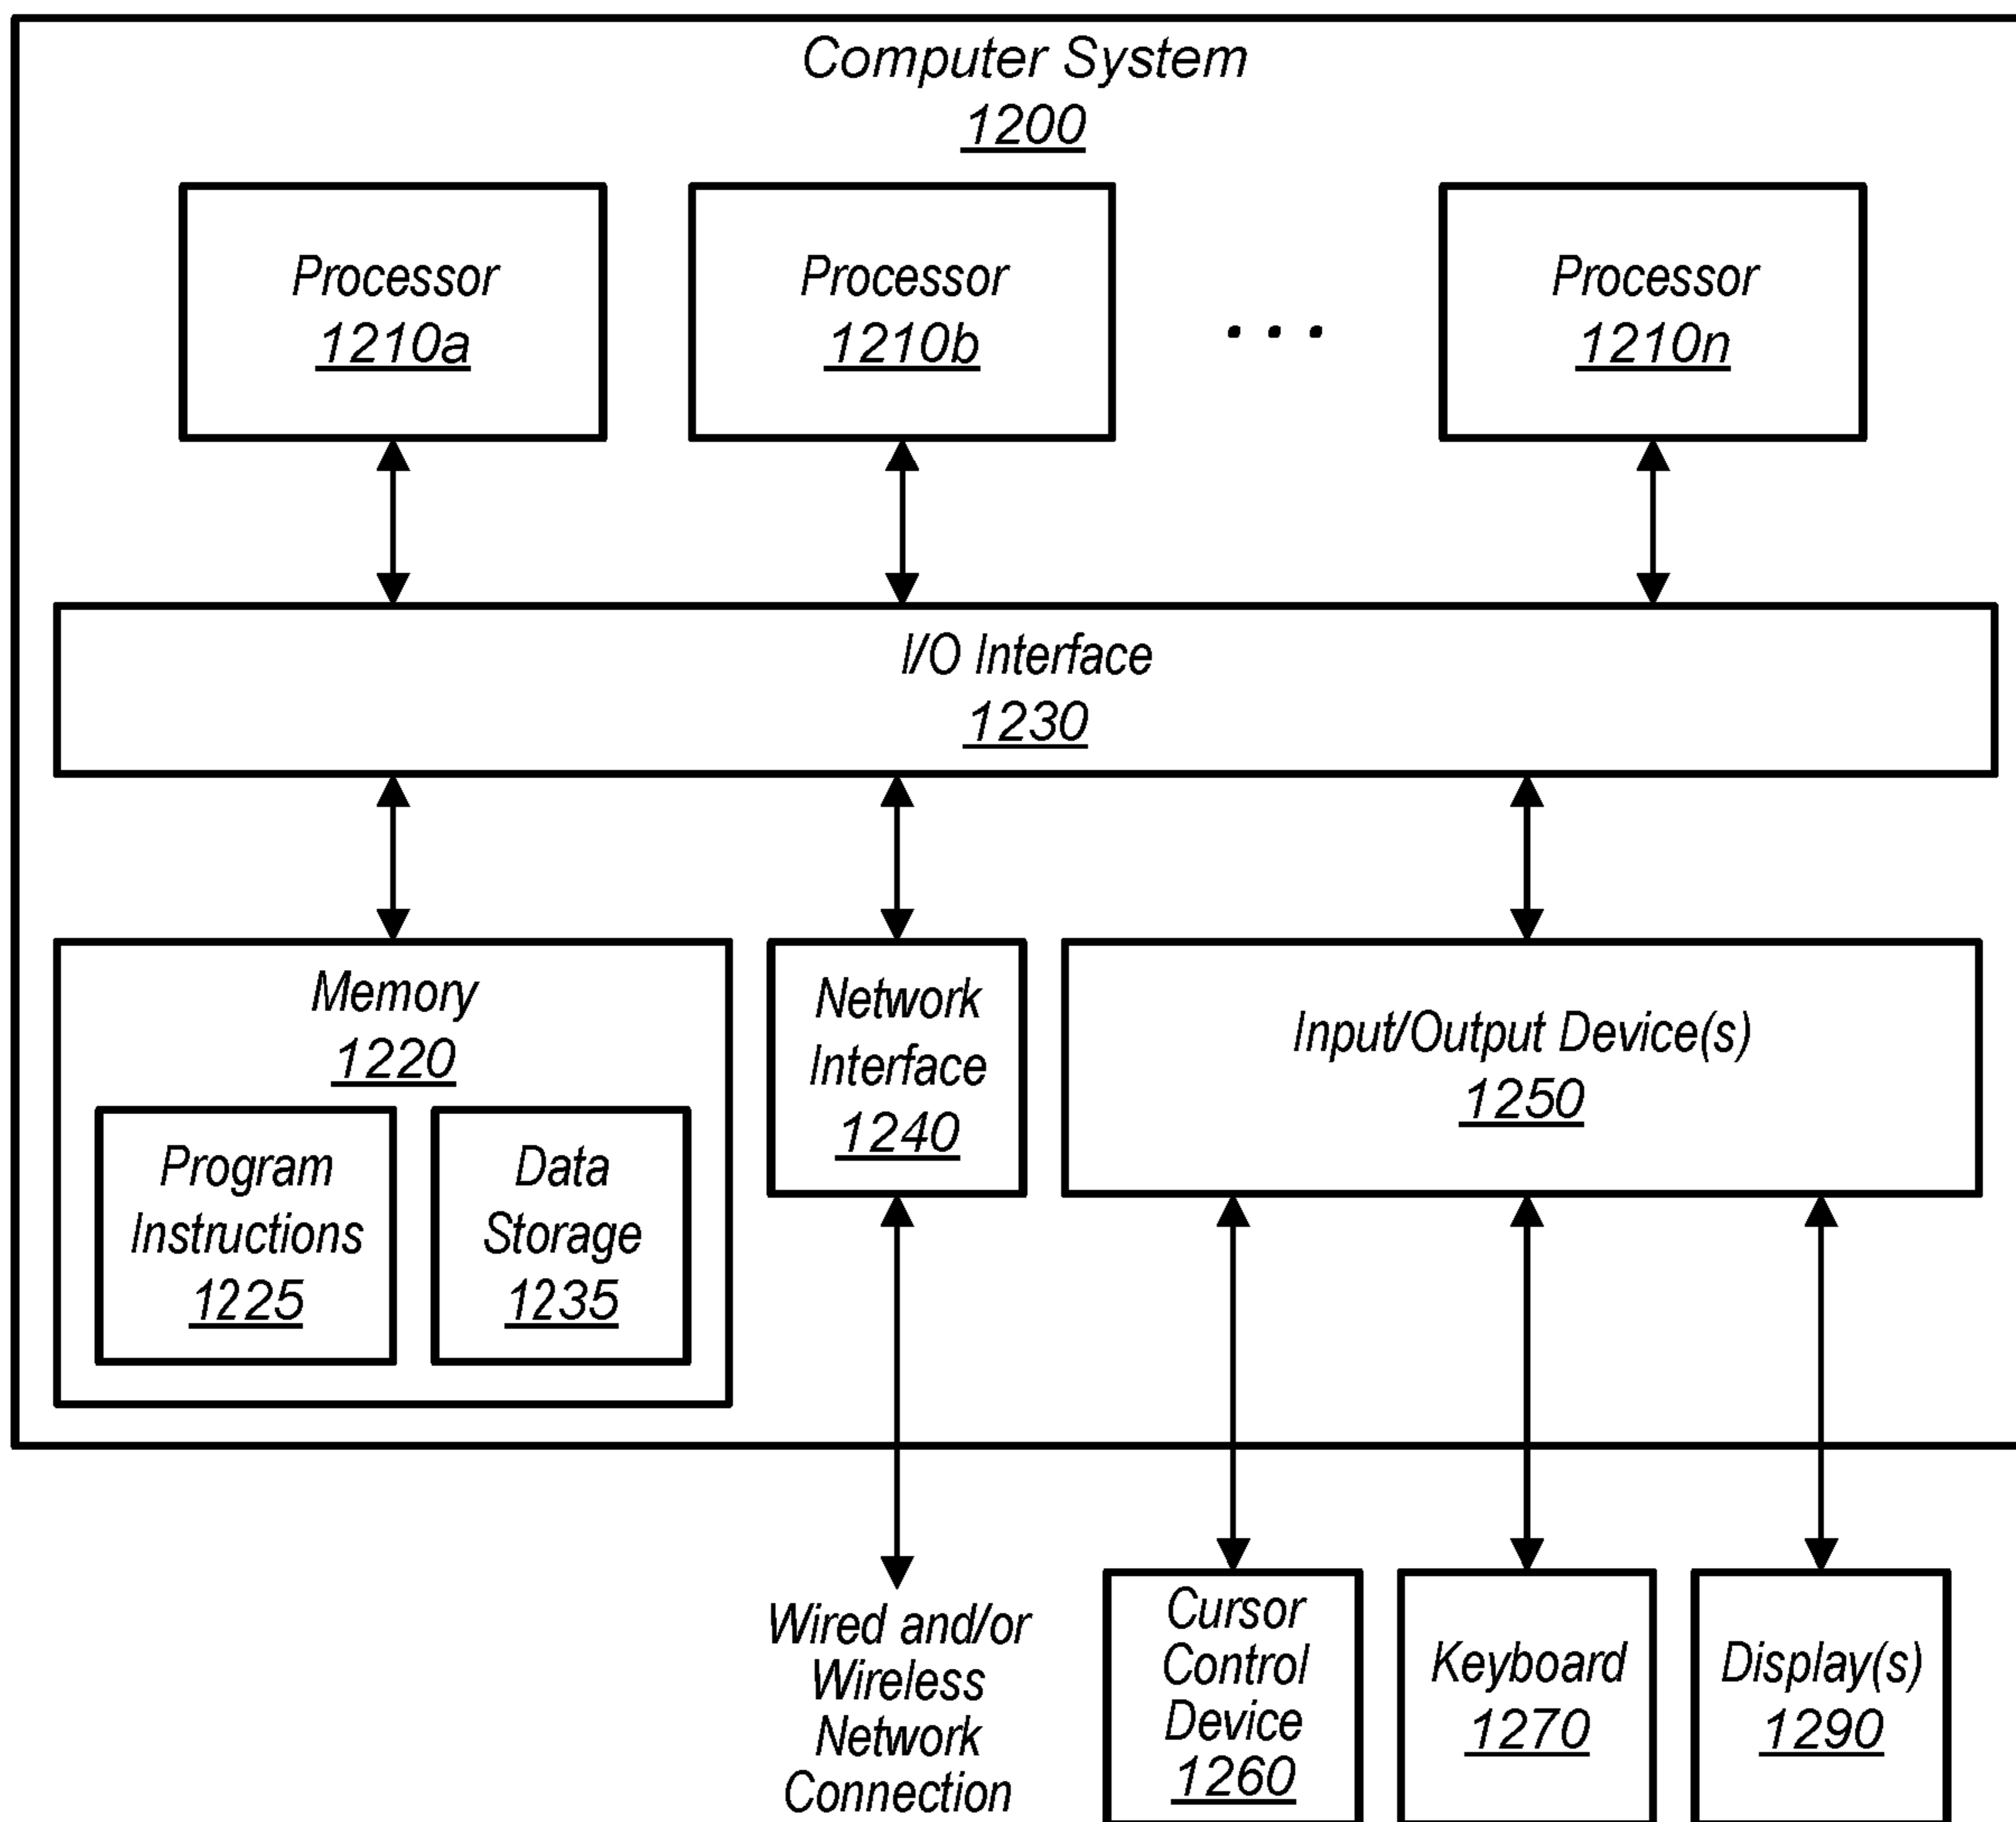 Computer System
1200
Processor
1210a
Processor
1210b
. . .
Processor
1210n
I/O Interface
1230
Memory
1220
Program
Instructions
1225
Data
Storage
1235
Network
Interface
1240
Input/Output Device(s)
1250
Wired and/or
Wireless
Network
Connection
Cursor
Control
Device
1260
Keyboard
1270
Display(s)
1290